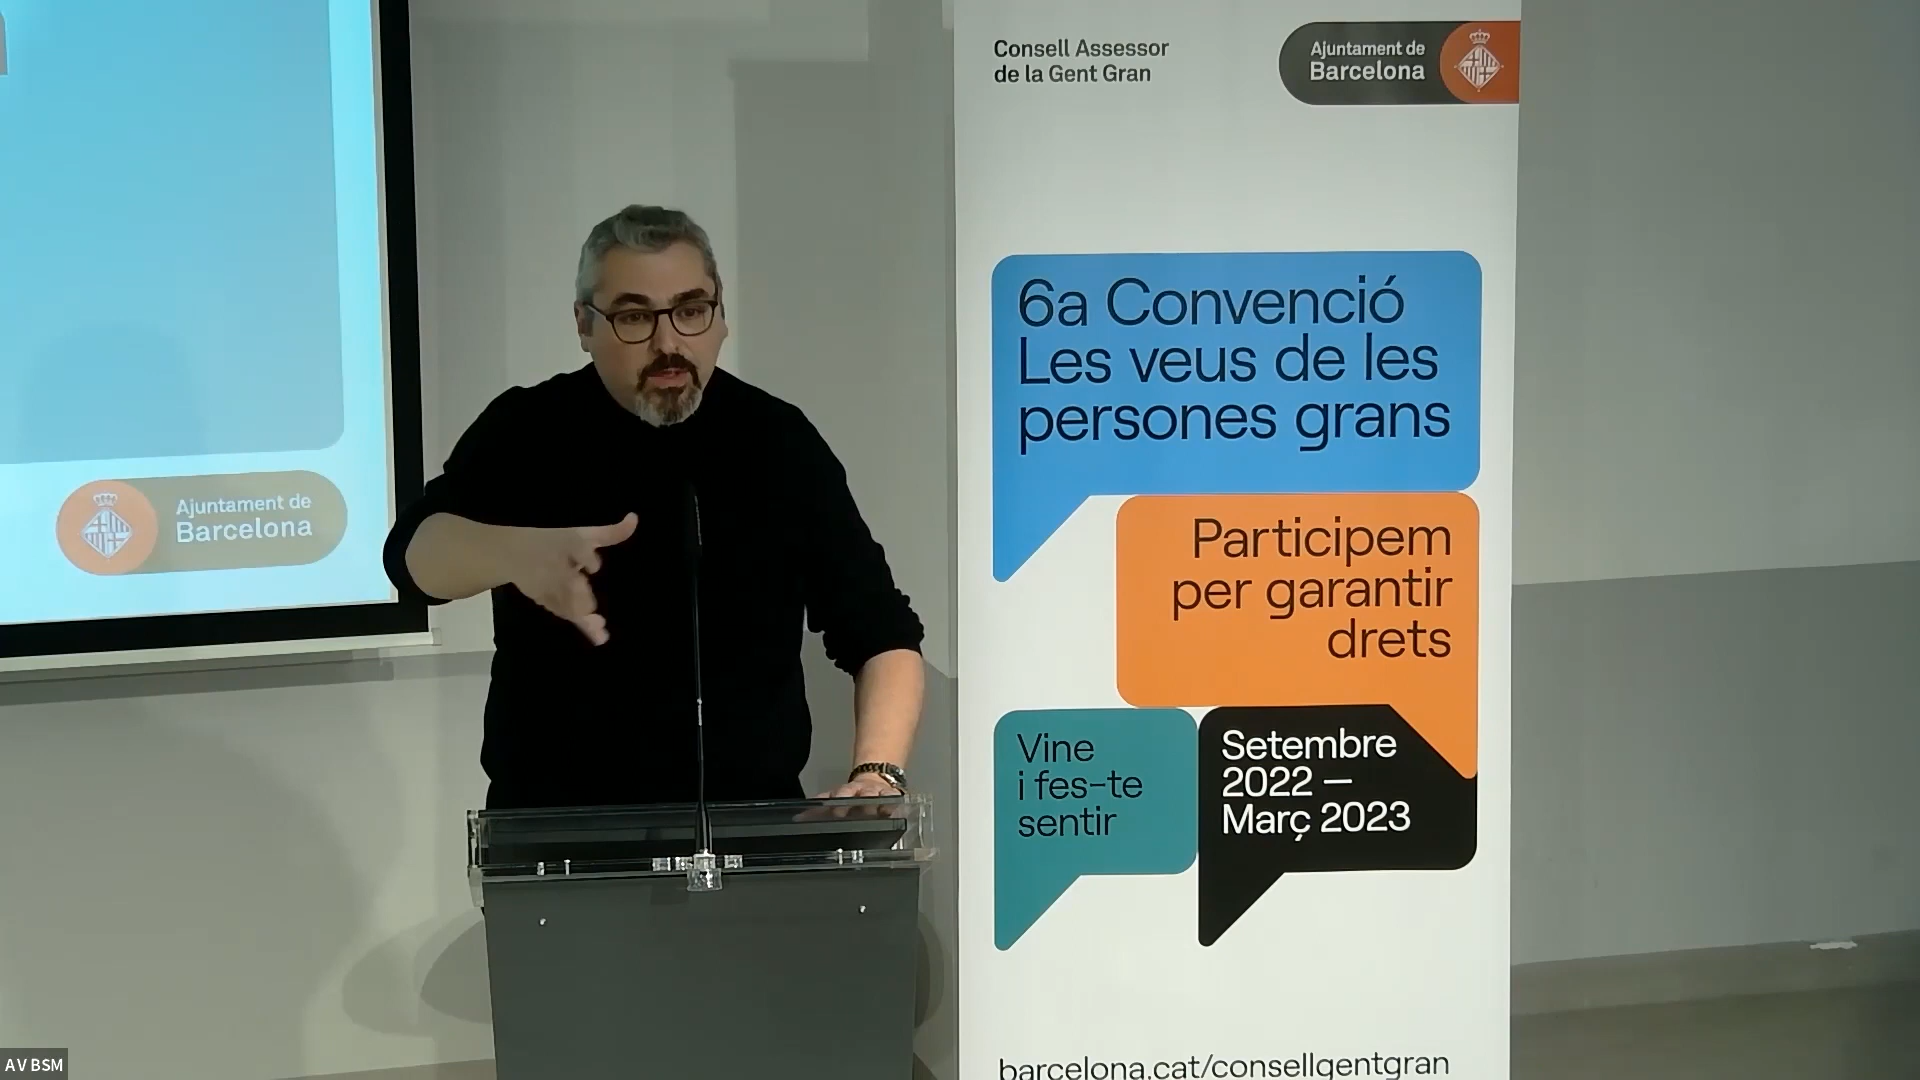 Consell Assessor
de la Gent Gran
Ajuntament de
Barcelona
6a Convenció
Les veus de les
persones grans
Participem
per garantir
drets
Vine
i fes-te
sentir
Setembre
2022 —
Març 2023
barcelona.cat/consellgentgran
Ajuntament de
Barcelona
AV BSM